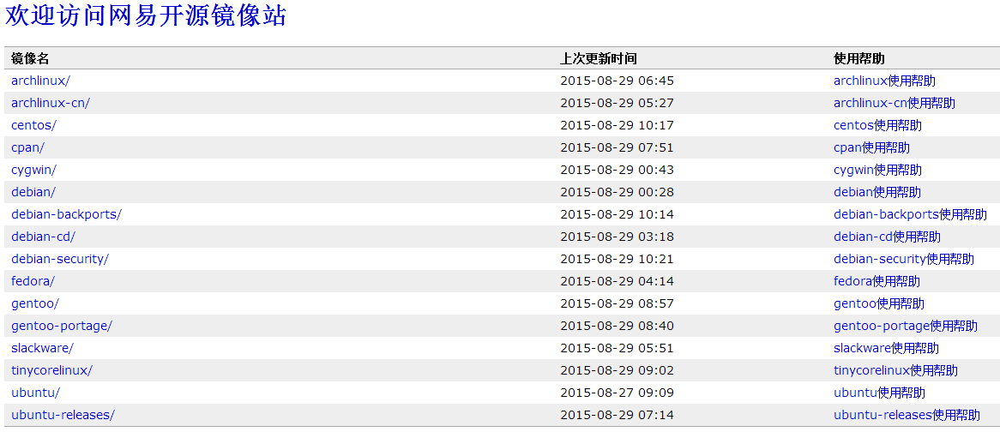 欢迎访问网易开源镜像站
镜像名 上次更新时间 使用帮助
archlinux/ 2015-08-29 06:45 archlinux使用帮助
archlinux-cn/ 2015-08-29 05:27 archlinux-cn使用帮助
centos/ 2015-08-29 10:17 centos使用帮助
cpan/ 2015-08-29 07:51 cpan使用帮助
cygwin/ 2015-08-29 00:43 cygwin使用帮助
debian/ 2015-08-29 00:28 debian使用帮助
debian-backports/ 2015-08-29 10:14 debian-backports使用帮助
debian-cd/ 2015-08-29 03:18 debian-cd使用帮助
debian-security/ 2015-08-29 10:21 debian-security使用帮助
fedora/ 2015-08-29 04:14 fedora使用帮助
gentoo/ 2015-08-29 08:57 gentoo使用帮助
gentoo-portage/ 2015-08-29 08:40 gentoo-portage使用帮助
slackware/ 2015-08-29 05:51 slackware使用帮助
tinycorelinux/ 2015-08-29 09:02 tinycorelinux使用帮助
ubuntu/ 2015-08-27 09:09 ubuntu使用帮助
ubuntu-releases/ 2015-08-29 07:14 ubuntu-releases使用帮助